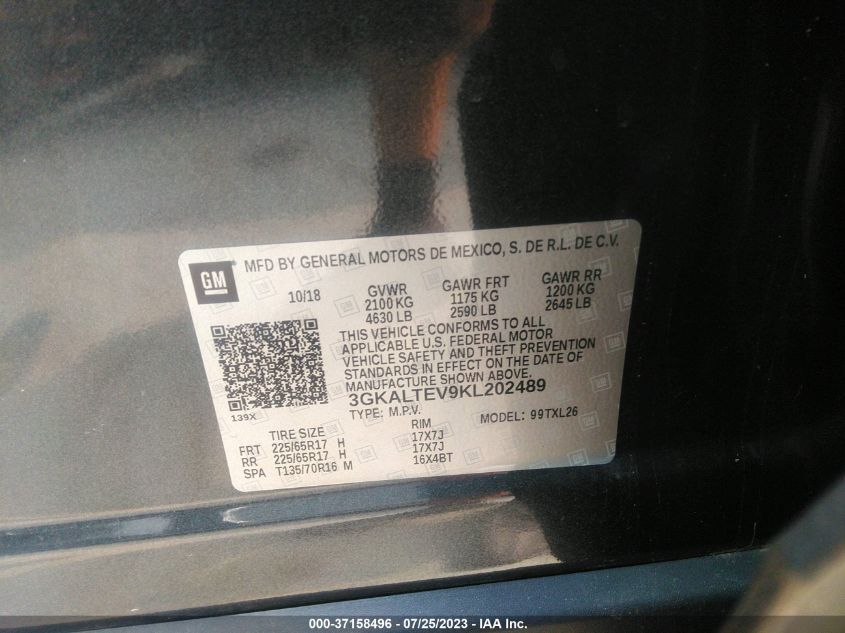 GM
MFD BY GENERAL MOTORS DE MEXICO, S. DE R.L. DE C.V.
10/18 GVWR GAWR FRT GAWR RR
2100 KG 1175 KG 1200 KG
4630 LB 2590 LB 2645 LB
THIS VEHICLE CONFORMS TO ALL
APPLICABLE U.S. FEDERAL MOTOR
VEHICLE SAFETY AND THEFT PREVENTION
STANDARDS IN EFFECT ON THE DATE OF
MANUFACTURE SHOWN ABOVE.
139X
3GKALTEV9KL202489
TYPE: M.P.V. MODEL: 99TXL26
TIRE SIZE RIM
FRT 225/65R17 H 17X7J
RR 225/65R17 H 17X7J
SPA T135/70R16 M 16X4BT
000-37158496 - 07/25/2023 - IAA Inc.